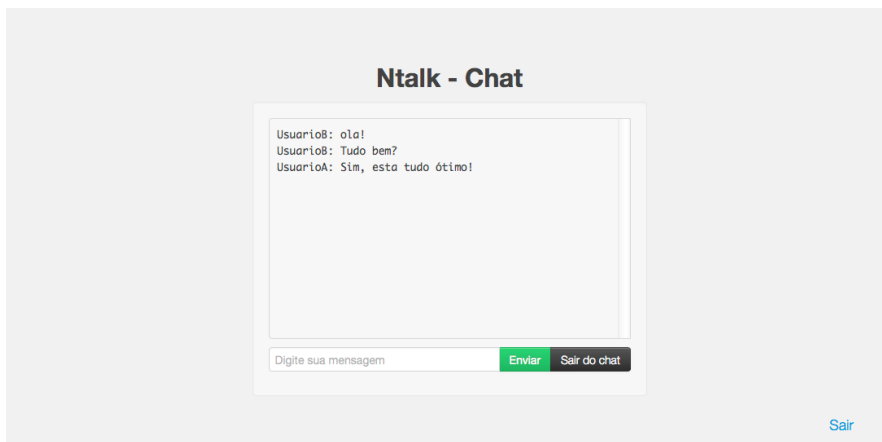 Ntalk - Chat
UsuarioB: ola!
UsuarioB: Tudo bem?
UsuarioA: Sim, esta tudo ótimo!
Digite sua mensagem
Enviar
Sair do chat
Sair